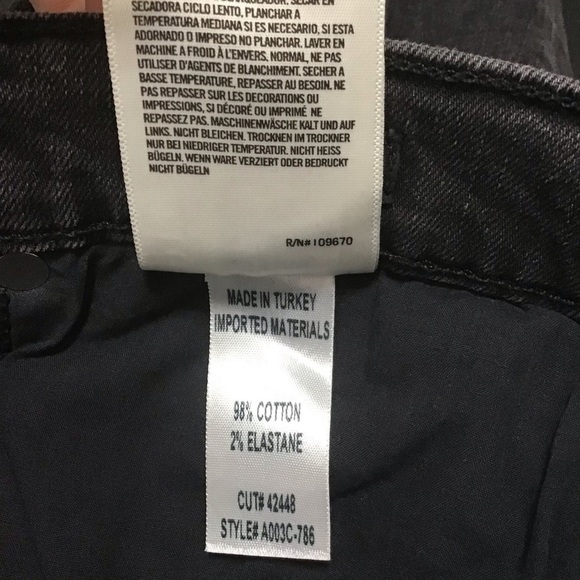 SECADORA CICLO LENTO, PLANCHAR A
TEMPERATURA MEDIANA SI ES NECESARIO, SI ESTA
ADORNADO O IMPRESO NO PLANCHAR. LAVER EN
MACHINE A FROID À L'ENVERS. NORMAL, NE PAS
UTILISER D'AGENTS DE BLANCHIMENT. SECHER A
BASSE TEMPERATURE, REPASSER AU BESOIN. NE
PAS REPASSER SUR LES DECORATIONS OU
IMPRESSIONS, SI DÉCORÉ OU IMPRIMÉ NE
REPASSEZ PAS. MASCHINENWÄSCHE KALT UND AUF
LINKS. NICHT BLEICHEN. TROCKNEN IM TROCKNER
NUR BEI NIEDRIGER TEMPERATUR. NICHT HEISS
BÜGELN. WENN WARE VERZIERT ODER BEDRUCKT
NICHT BÜGELN
R/N# 109670
MADE IN TURKEY
IMPORTED MATERIALS
98% COTTON
2% ELASTANE
CUT# 42448
STYLE# A003C-786